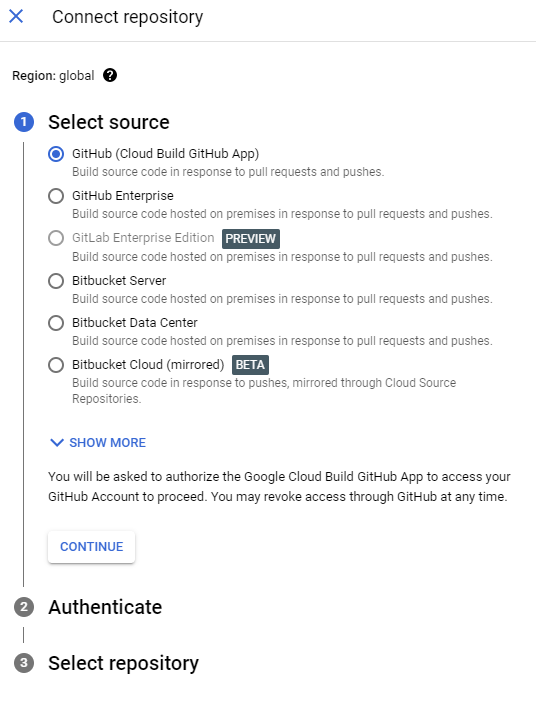 Connect repository
Region: global
1 Select source
GitHub (Cloud Build GitHub App)
Build source code in response to pull requests and pushes.
GitHub Enterprise
Build source code hosted on premises in response to pull requests and pushes.
GitLab Enterprise Edition PREVIEW
Build source code hosted on premises in response to pull requests and pushes.
Bitbucket Server
Build source code hosted on premises in response to pull requests and pushes.
Bitbucket Data Center
Build source code hosted on premises in response to pull requests and pushes.
Bitbucket Cloud (mirrored) BETA
Build source code in response to pushes, mirrored through Cloud Source
Repositories.
SHOW MORE
You will be asked to authorize the Google Cloud Build GitHub App to access your
GitHub Account to proceed. You may revoke access through GitHub at any time.
CONTINUE
2 Authenticate
3 Select repository